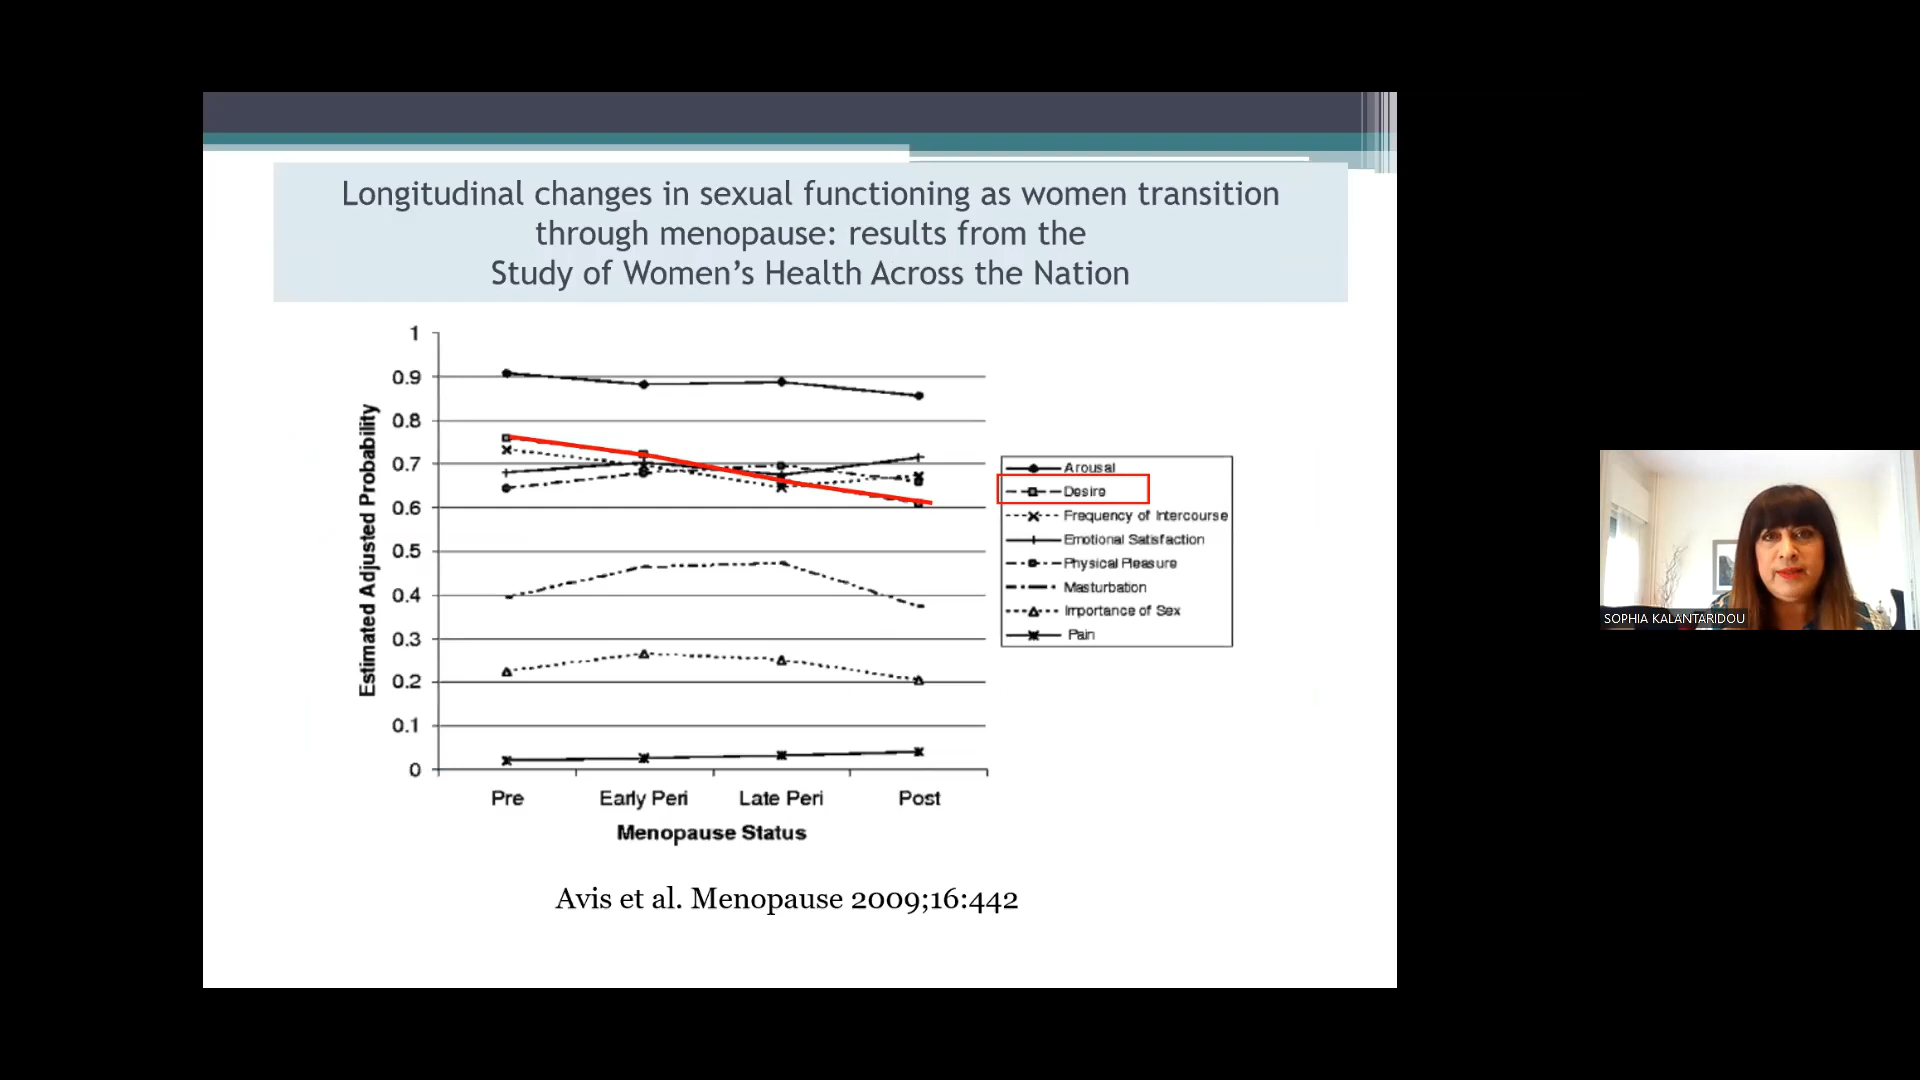 Longitudinal changes in sexual functioning as women transition
through menopause: results from the
Study of Women’s Health Across the Nation
1
0.9
0.8
0.7
0.6
0.5
0.4
0.3
0.2
0.1
0
Estimated Adjusted Probability
Pre Early Peri Late Peri Post
Menopause Status
Arousal
Desire
Frequency of Intercourse
Emotional Satisfaction
Physical Pleasure
Masturbation
Importance of Sex
Pain
Avis et al. Menopause 2009;16:442
SOPHIA KALANTARIDOU